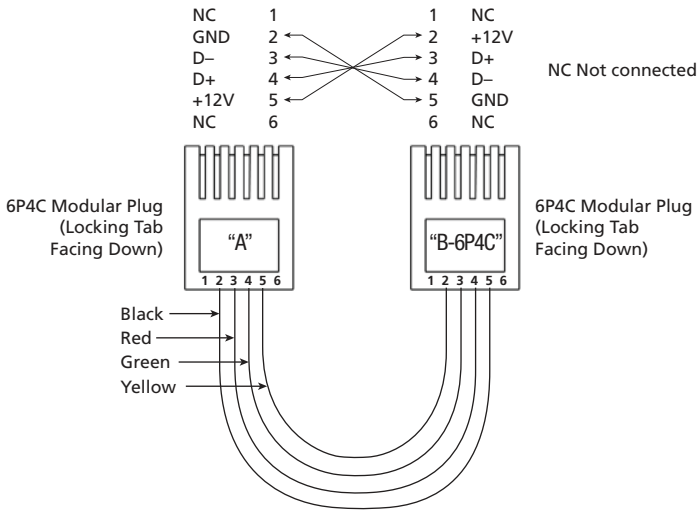 NC 1 1 NC
GND 2 2 +12V
D– 3 3 D+
D+ 4 4 D–
+12V 5 5 GND
NC 6 6 NC
NC Not connected
6P4C Modular Plug
(Locking Tab
Facing Down)
“A”
1 2 3 4 5 6
“B-6P4C”
1 2 3 4 5 6
6P4C Modular Plug
(Locking Tab
Facing Down)
Black
Red
Green
Yellow